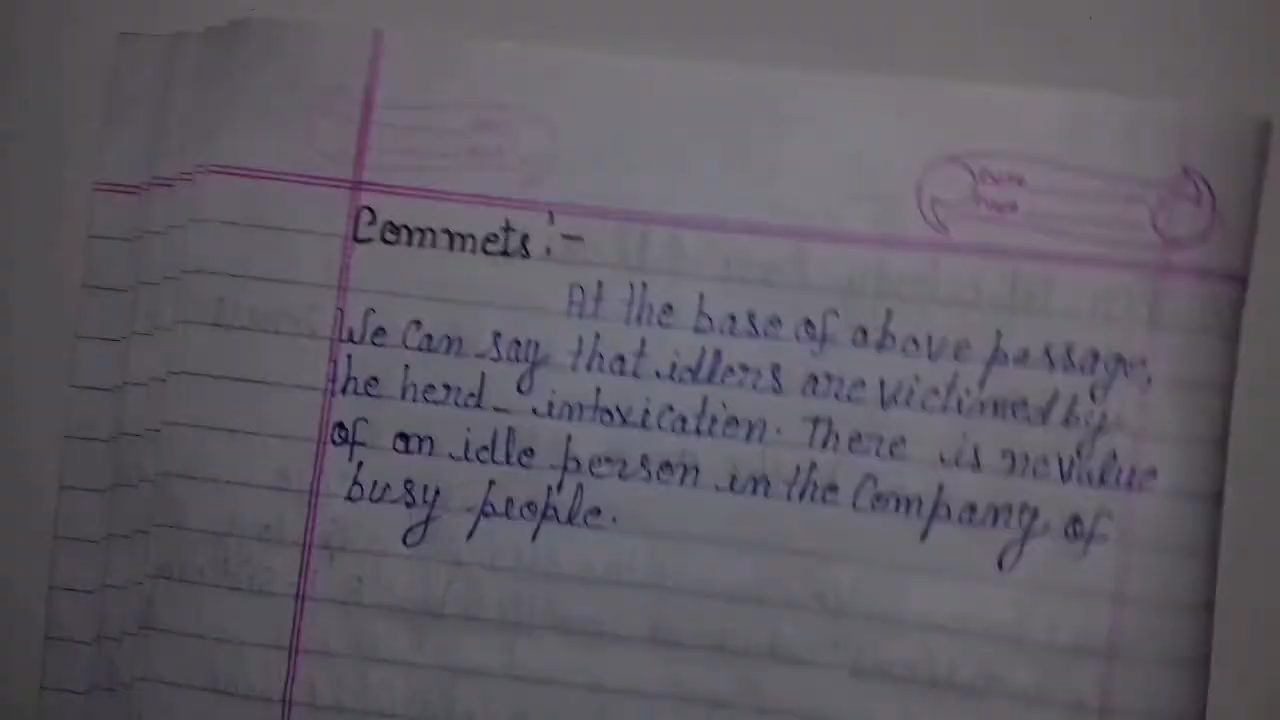 Commets :-
At the base of above passage,
We Can say that idlers are victimed by
the herd-intoxication. There is no value
of an idle person in the Company of
busy people.